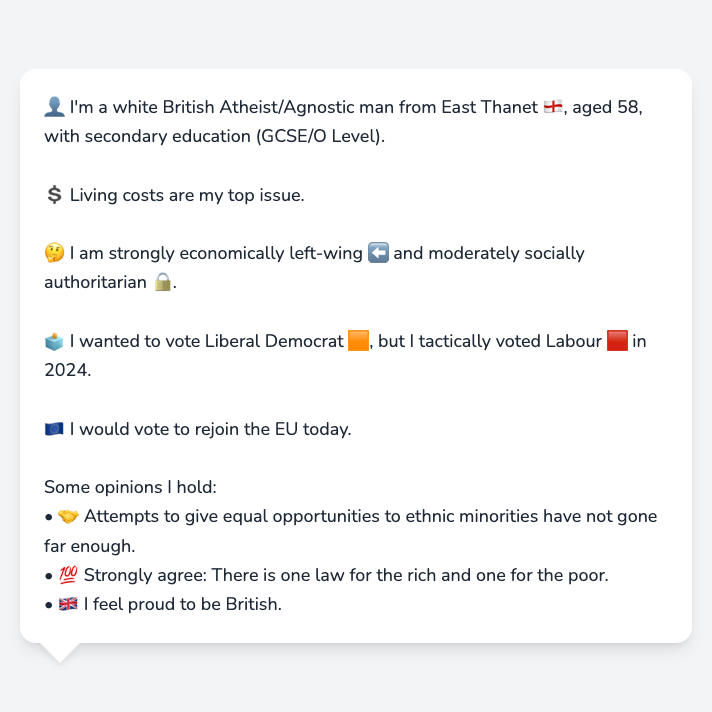 👤 I'm a white British Atheist/Agnostic man from East Thanet 🏴󠁧󠁢󠁥󠁮󠁧󠁿, aged 58,
with secondary education (GCSE/O Level).
💲 Living costs are my top issue.
🤔 I am strongly economically left-wing ⬅️ and moderately socially
authoritarian 🔒.
🗳️ I wanted to vote Liberal Democrat 🟧, but I tactically voted Labour 🟥 in
2024.
🇪🇺 I would vote to rejoin the EU today.
Some opinions I hold:
• 🤝 Attempts to give equal opportunities to ethnic minorities have not gone
far enough.
• 💯 Strongly agree: There is one law for the rich and one for the poor.
• 🇬🇧 I feel proud to be British.